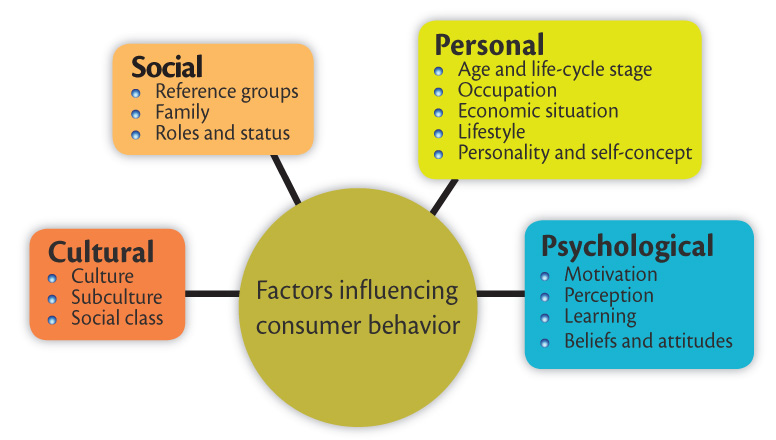 Social
Reference groups
Family
Roles and status
Personal
Age and life-cycle stage
Occupation
Economic situation
Lifestyle
Personality and self-concept
Cultural
Culture
Subculture
Social class
Factors influencing
consumer behavior
Psychological
Motivation
Perception
Learning
Beliefs and attitudes